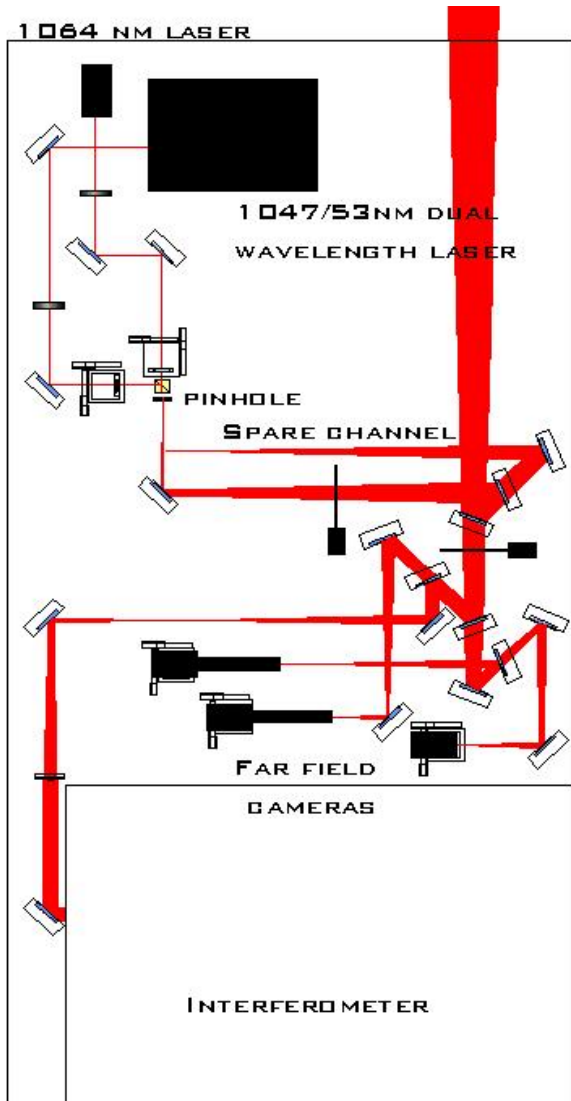 1064 NM LASER
1047/53NM DUAL
WAVELENGTH LASER
PINHOLE
SPARE CHANNEL
FAR FIELD
CAMERAS
INTERFEROMETER